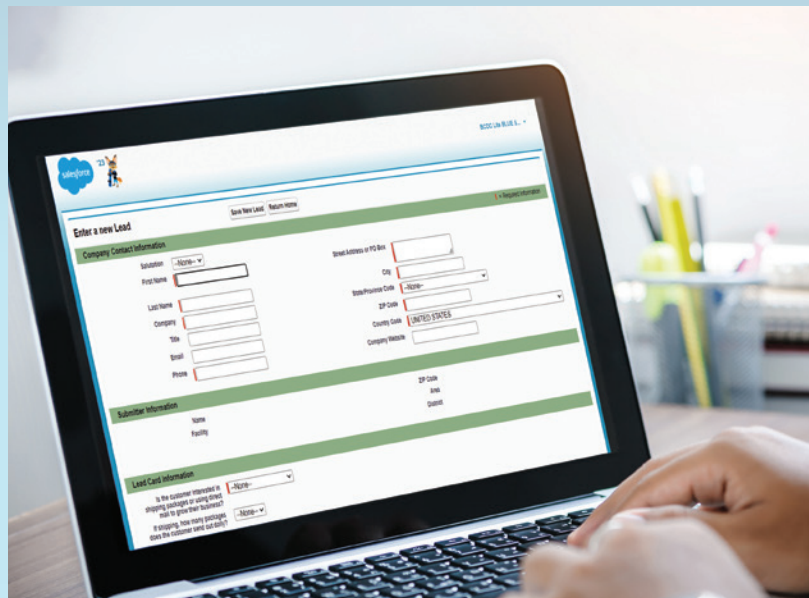 salesforce
'23
BCDC Lite BLUE &...
Enter a new Lead
Save New Lead
Return Home
Company Contact Information
= Required Information
Salutation
--None--
First Name
Last Name
Company
Title
Email
Phone
Street Address or PO Box
City
State/Province Code
--None--
ZIP Code
Country Code
UNITED STATES
Company Website
Submitter Information
Name
Facility
ZIP Code
Area
District
Lead Card Information
Is the customer interested in
shipping packages or using direct
mail to grow their business?
--None--
If shipping, how many packages
does the customer send out daily?
--None--